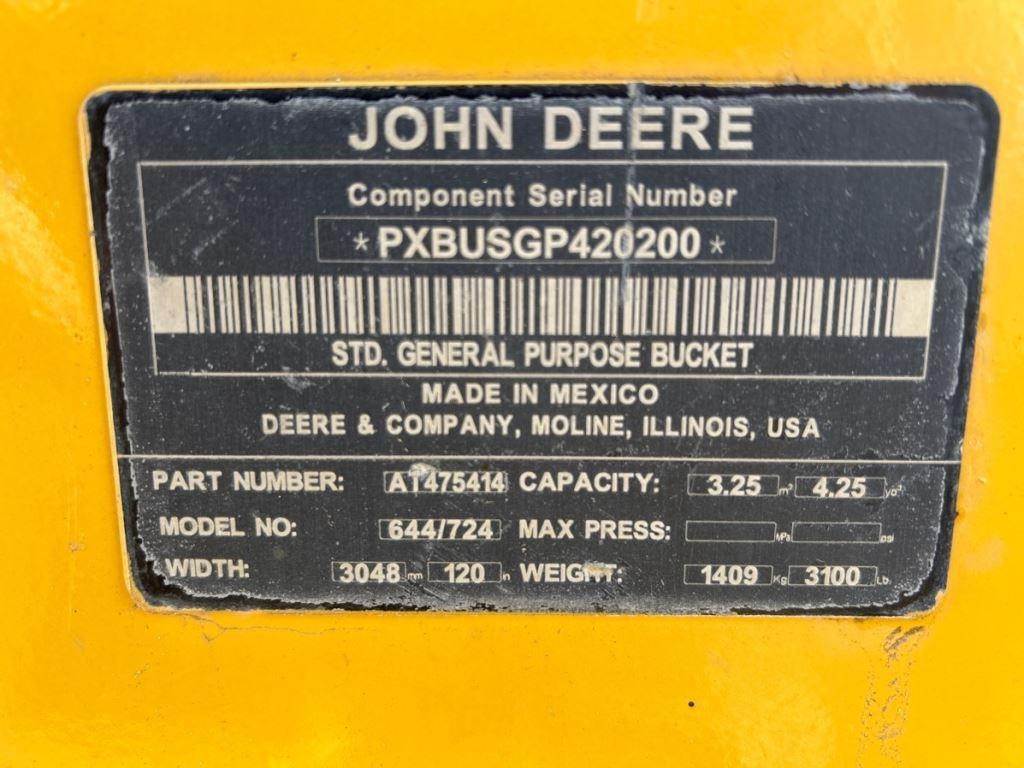 JOHN DEERE
Component Serial Number
*PXBUSGP420200*
STD. GENERAL PURPOSE BUCKET
MADE IN MEXICO
DEERE & COMPANY, MOLINE, ILLINOIS, USA
PART NUMBER: AT475414 CAPACITY: 3.25 m³ 4.25 yd³
MODEL NO: 644/724 MAX PRESS: MPa psi
WIDTH: 3048 mm 120 in WEIGHT: 1409 Kg 3100 Lb